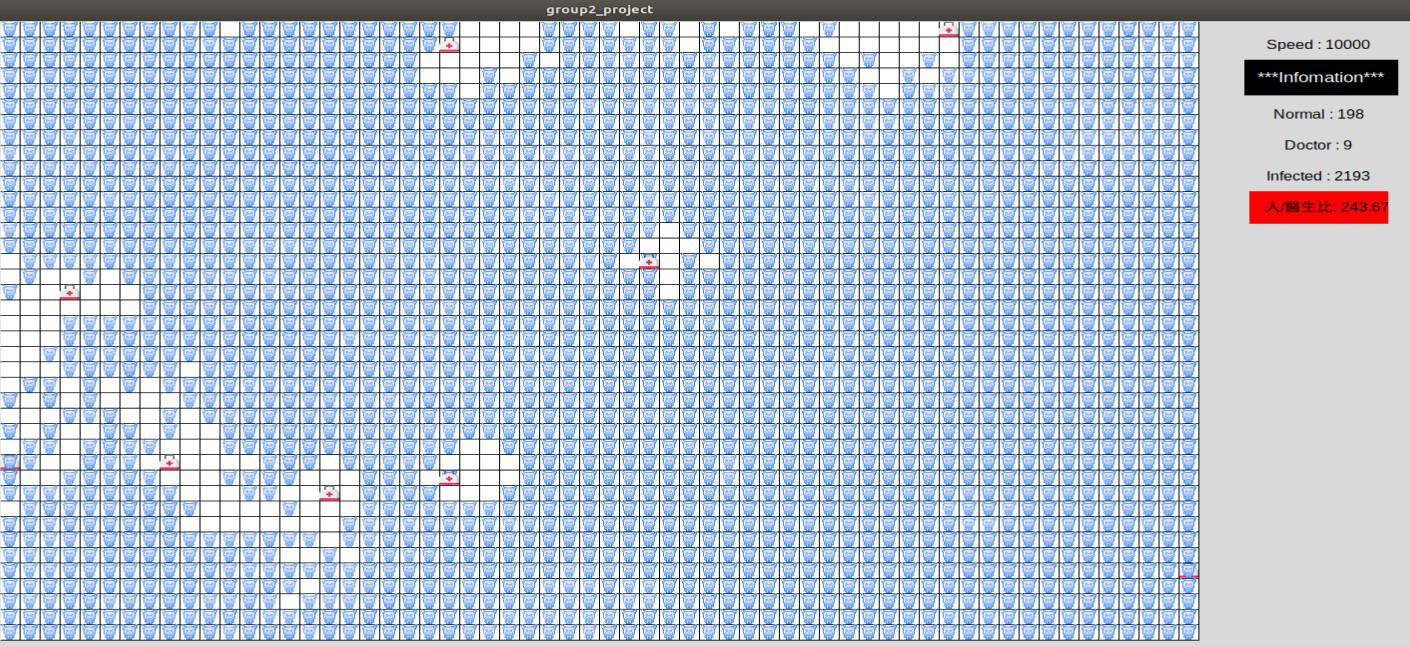 group2_project
Speed : 10000
***Infomation***
Normal : 198
Doctor : 9
Infected : 2193
人/醫生比: 243.67